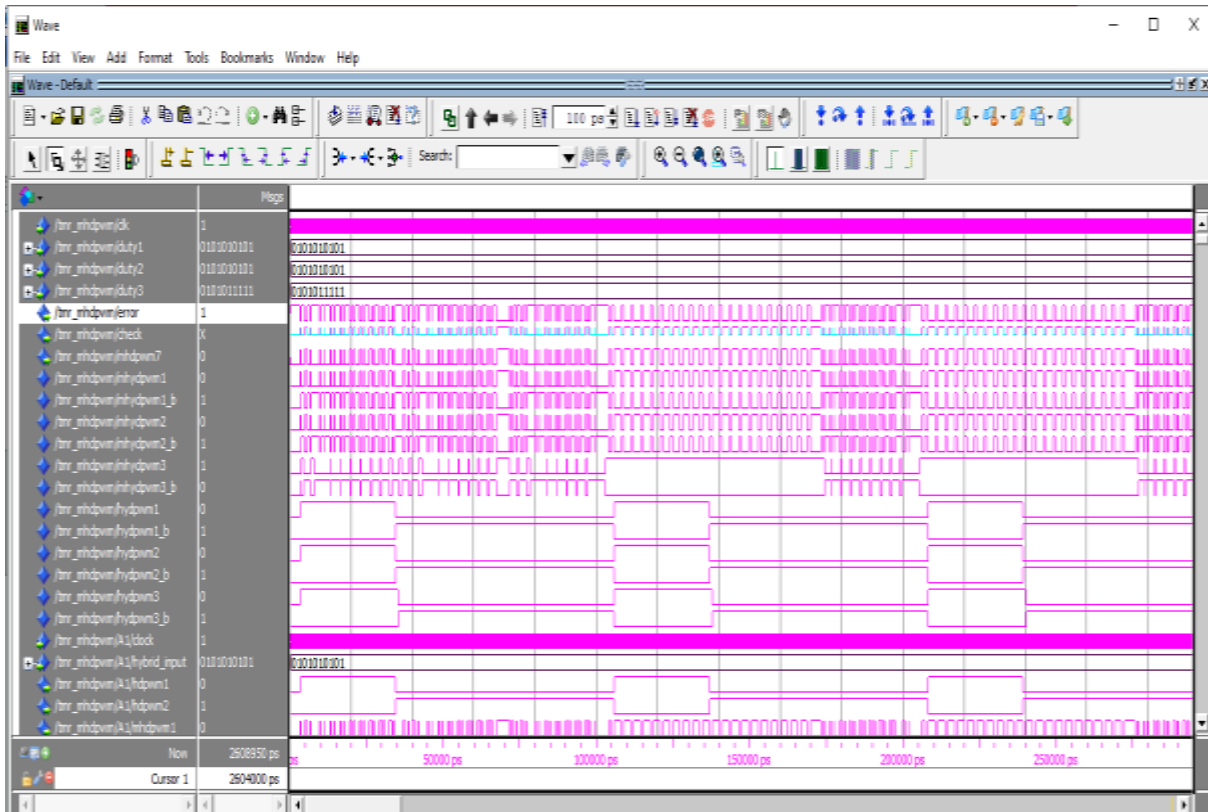 Wave
File Edit View Add Format Tools Bookmarks Window Help
Wave - Default
100 ps
Search:
Msgs
/tmr_mhdpwm/clk 1
/tmr_mhdpwm/duty1 0101010101 0101010101
/tmr_mhdpwm/duty2 0101010101 0101010101
/tmr_mhdpwm/duty3 0101011111 0101011111
/tmr_mhdpwm/error 1
/tmr_mhdpwm/check X
/tmr_mhdpwm/mhdpwm7 0
/tmr_mhdpwm/mhydpwm1 0
/tmr_mhdpwm/mhydpwm1_b 1
/tmr_mhdpwm/mhydpwm2 0
/tmr_mhdpwm/mhydpwm2_b 1
/tmr_mhdpwm/mhydpwm3 1
/tmr_mhdpwm/mhydpwm3_b 0
/tmr_mhdpwm/hydpwm1 0
/tmr_mhdpwm/hydpwm1_b 1
/tmr_mhdpwm/hydpwm2 0
/tmr_mhdpwm/hydpwm2_b 1
/tmr_mhdpwm/hydpwm3 0
/tmr_mhdpwm/hydpwm3_b 1
/tmr_mhdpwm/A1/clock 1
/tmr_mhdpwm/A1/hybrid_input 0101010101 0101010101
/tmr_mhdpwm/A1/hdpwm1 0
/tmr_mhdpwm/A1/hdpwm2 1
/tmr_mhdpwm/A1/mhdpwm1 0
Now 2608950 ps ps 50000 ps 100000 ps 150000 ps 200000 ps 250000 ps
Cursor 1 2604000 ps